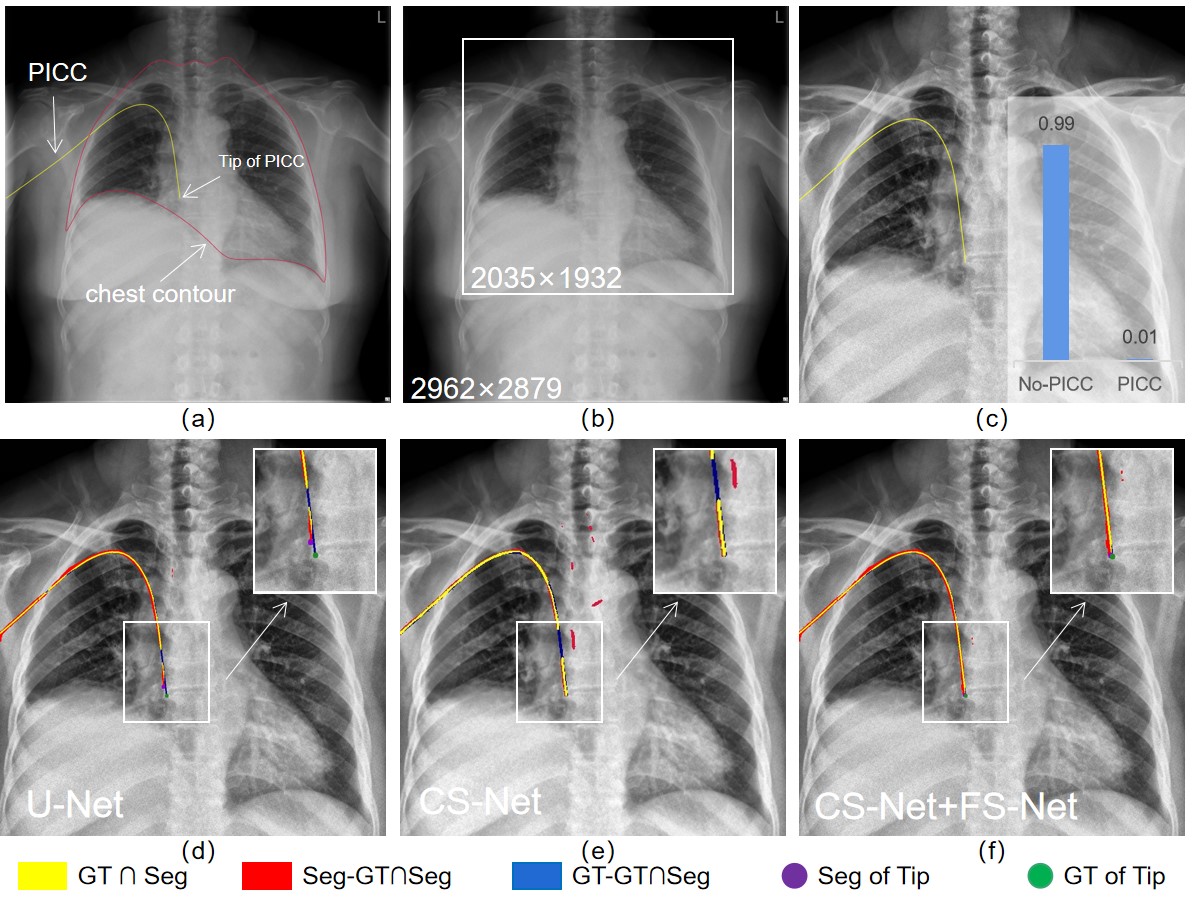 L
PICC
Tip of PICC
chest contour
(a)
L
2035×1932
2962×2879
(b)
0.99
0.01
No-PICC PICC
(c)
U-Net
(d)
CS-Net
(e)
CS-Net+FS-Net
(f)
GT ∩ Seg
Seg-GT∩Seg
GT-GT∩Seg
Seg of Tip
GT of Tip